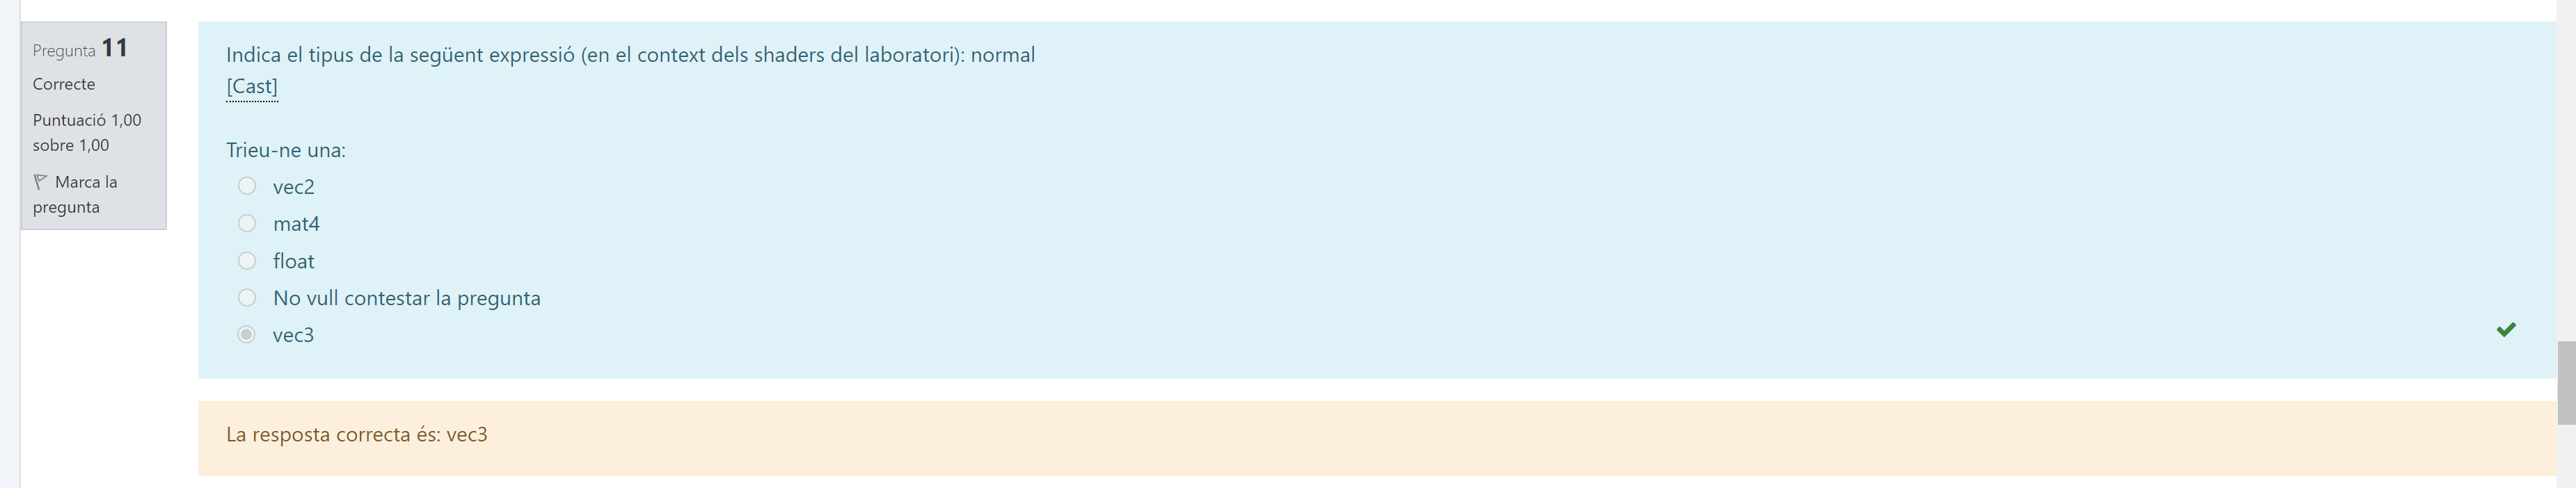 Pregunta 11
Correcte
Puntuació 1,00
sobre 1,00
Marca la
pregunta
Indica el tipus de la següent expressió (en el context dels shaders del laboratori): normal
[Cast]
Trieu-ne una:
vec2
mat4
float
No vull contestar la pregunta
vec3
La resposta correcta és: vec3